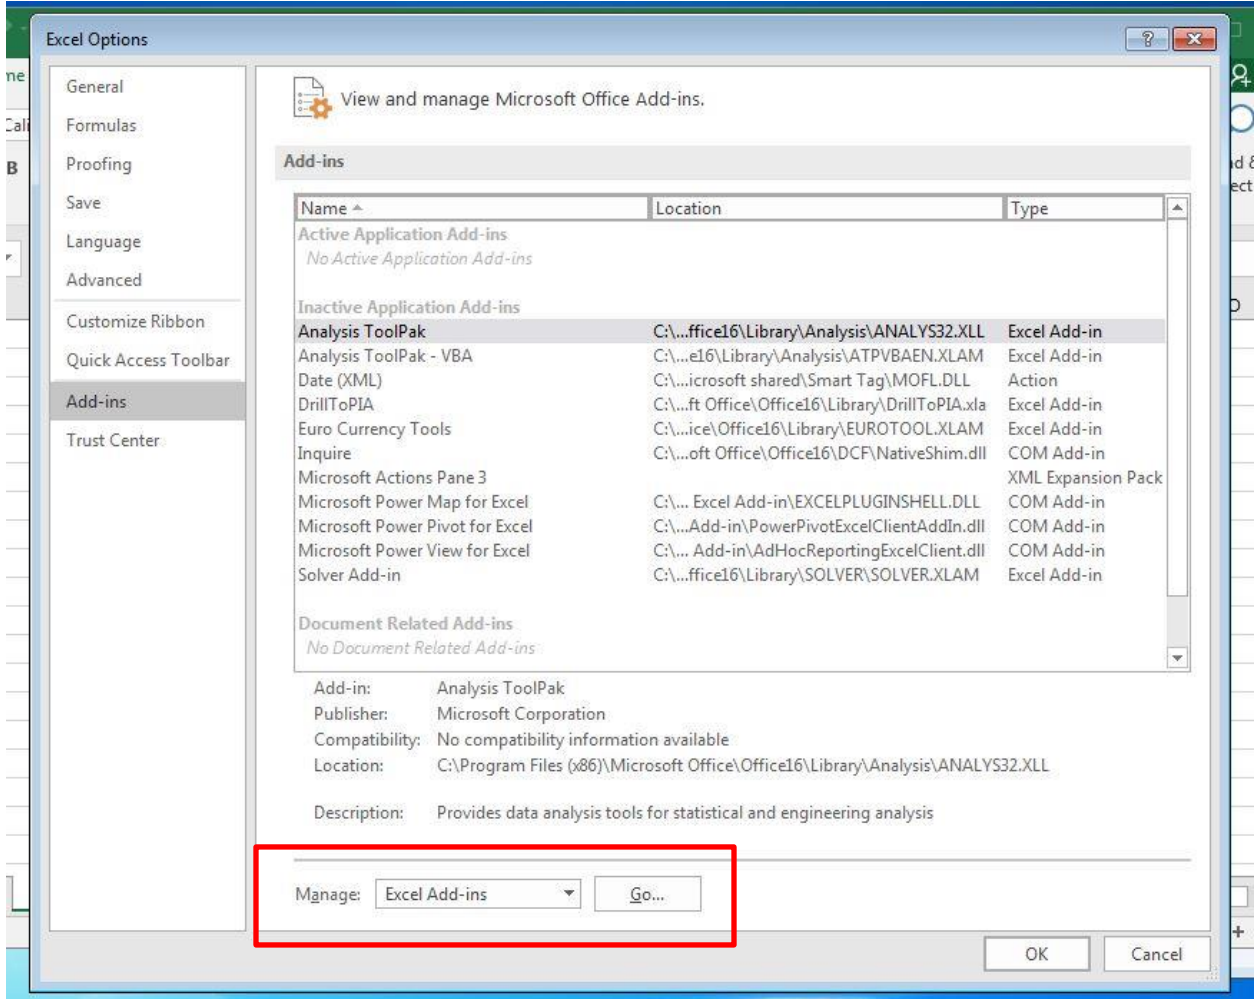 Excel Options
General
Formulas
Proofing
Save
Language
Advanced
Customize Ribbon
Quick Access Toolbar
Add-ins
Trust Center
View and manage Microsoft Office Add-ins.
Add-ins
Name Location Type
Active Application Add-ins
No Active Application Add-ins
Inactive Application Add-ins
Analysis ToolPak C:\...ffice16\Library\Analysis\ANALYS32.XLL Excel Add-in
Analysis ToolPak - VBA C:\...e16\Library\Analysis\ATPVBAEN.XLAM Excel Add-in
Date (XML) C:\...icrosoft shared\Smart Tag\MOFL.DLL Action
DrillToPIA C:\...ft Office\Office16\Library\DrillToPIA.xla Excel Add-in
Euro Currency Tools C:\...ice\Office16\Library\EUROTOOL.XLAM Excel Add-in
Inquire C:\...oft Office\Office16\DCF\NativeShim.dll COM Add-in
Microsoft Actions Pane 3 XML Expansion Pack
Microsoft Power Map for Excel C:\... Excel Add-in\EXCELPLUGINSHELL.DLL COM Add-in
Microsoft Power Pivot for Excel C:\...Add-in\PowerPivotExcelClientAddIn.dll COM Add-in
Microsoft Power View for Excel C:\... Add-in\AdHocReportingExcelClient.dll COM Add-in
Solver Add-in C:\...ffice16\Library\SOLVER\SOLVER.XLAM Excel Add-in
Document Related Add-ins
No Document Related Add-ins
Add-in: Analysis ToolPak
Publisher: Microsoft Corporation
Compatibility: No compatibility information available
Location: C:\Program Files (x86)\Microsoft Office\Office16\Library\Analysis\ANALYS32.XLL
Description: Provides data analysis tools for statistical and engineering analysis
Manage: Excel Add-ins Go...
OK Cancel